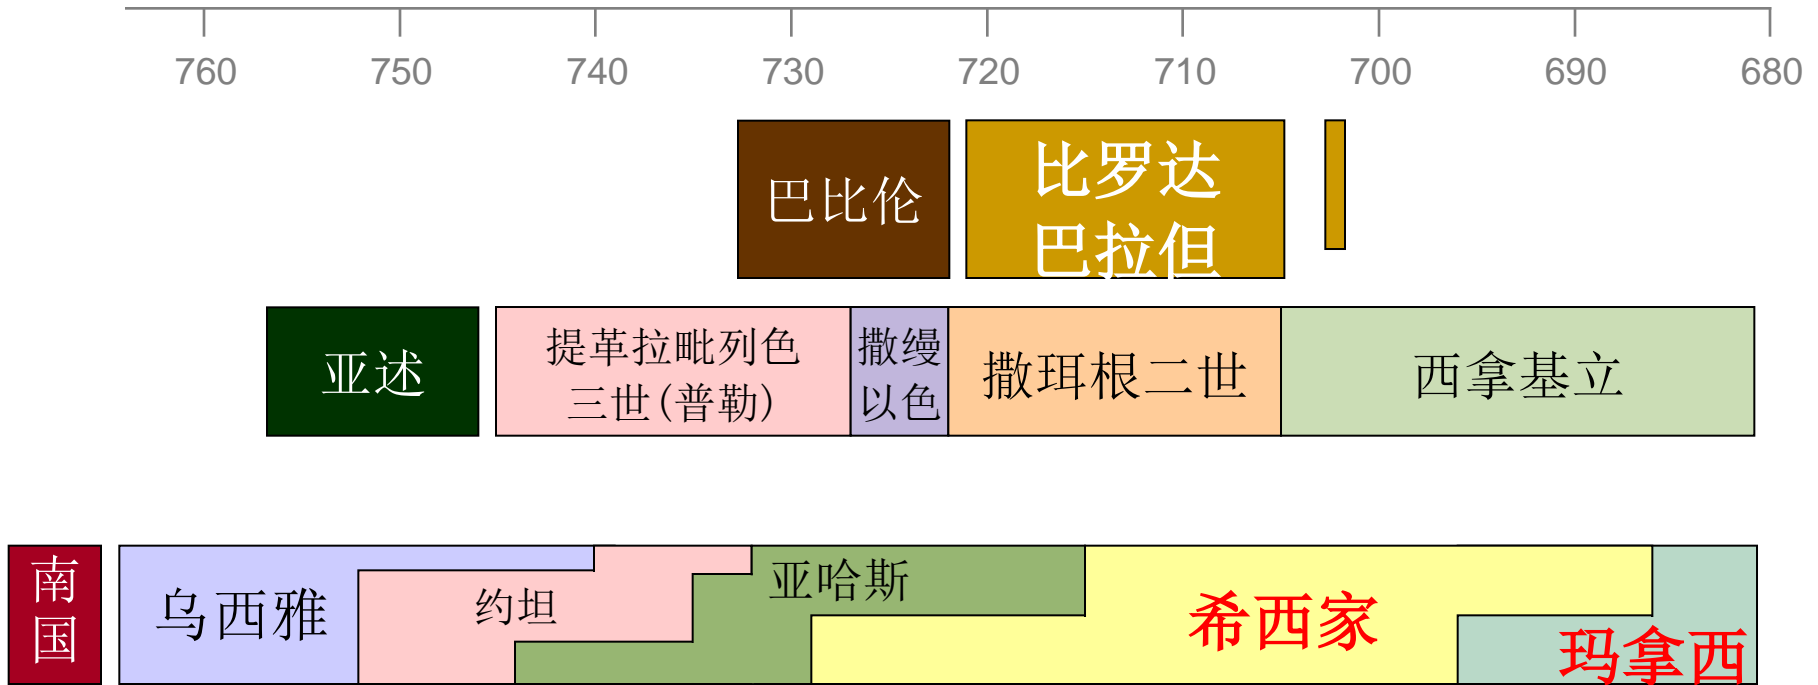 760 750 740 730 720 710 700 690 680
巴比伦
比罗达
巴拉但
亚述
提革拉毗列色
三世(普勒)
撒缦
以色
撒珥根二世
西拿基立
南
国
乌西雅
约坦
亚哈斯
希西家
玛拿西